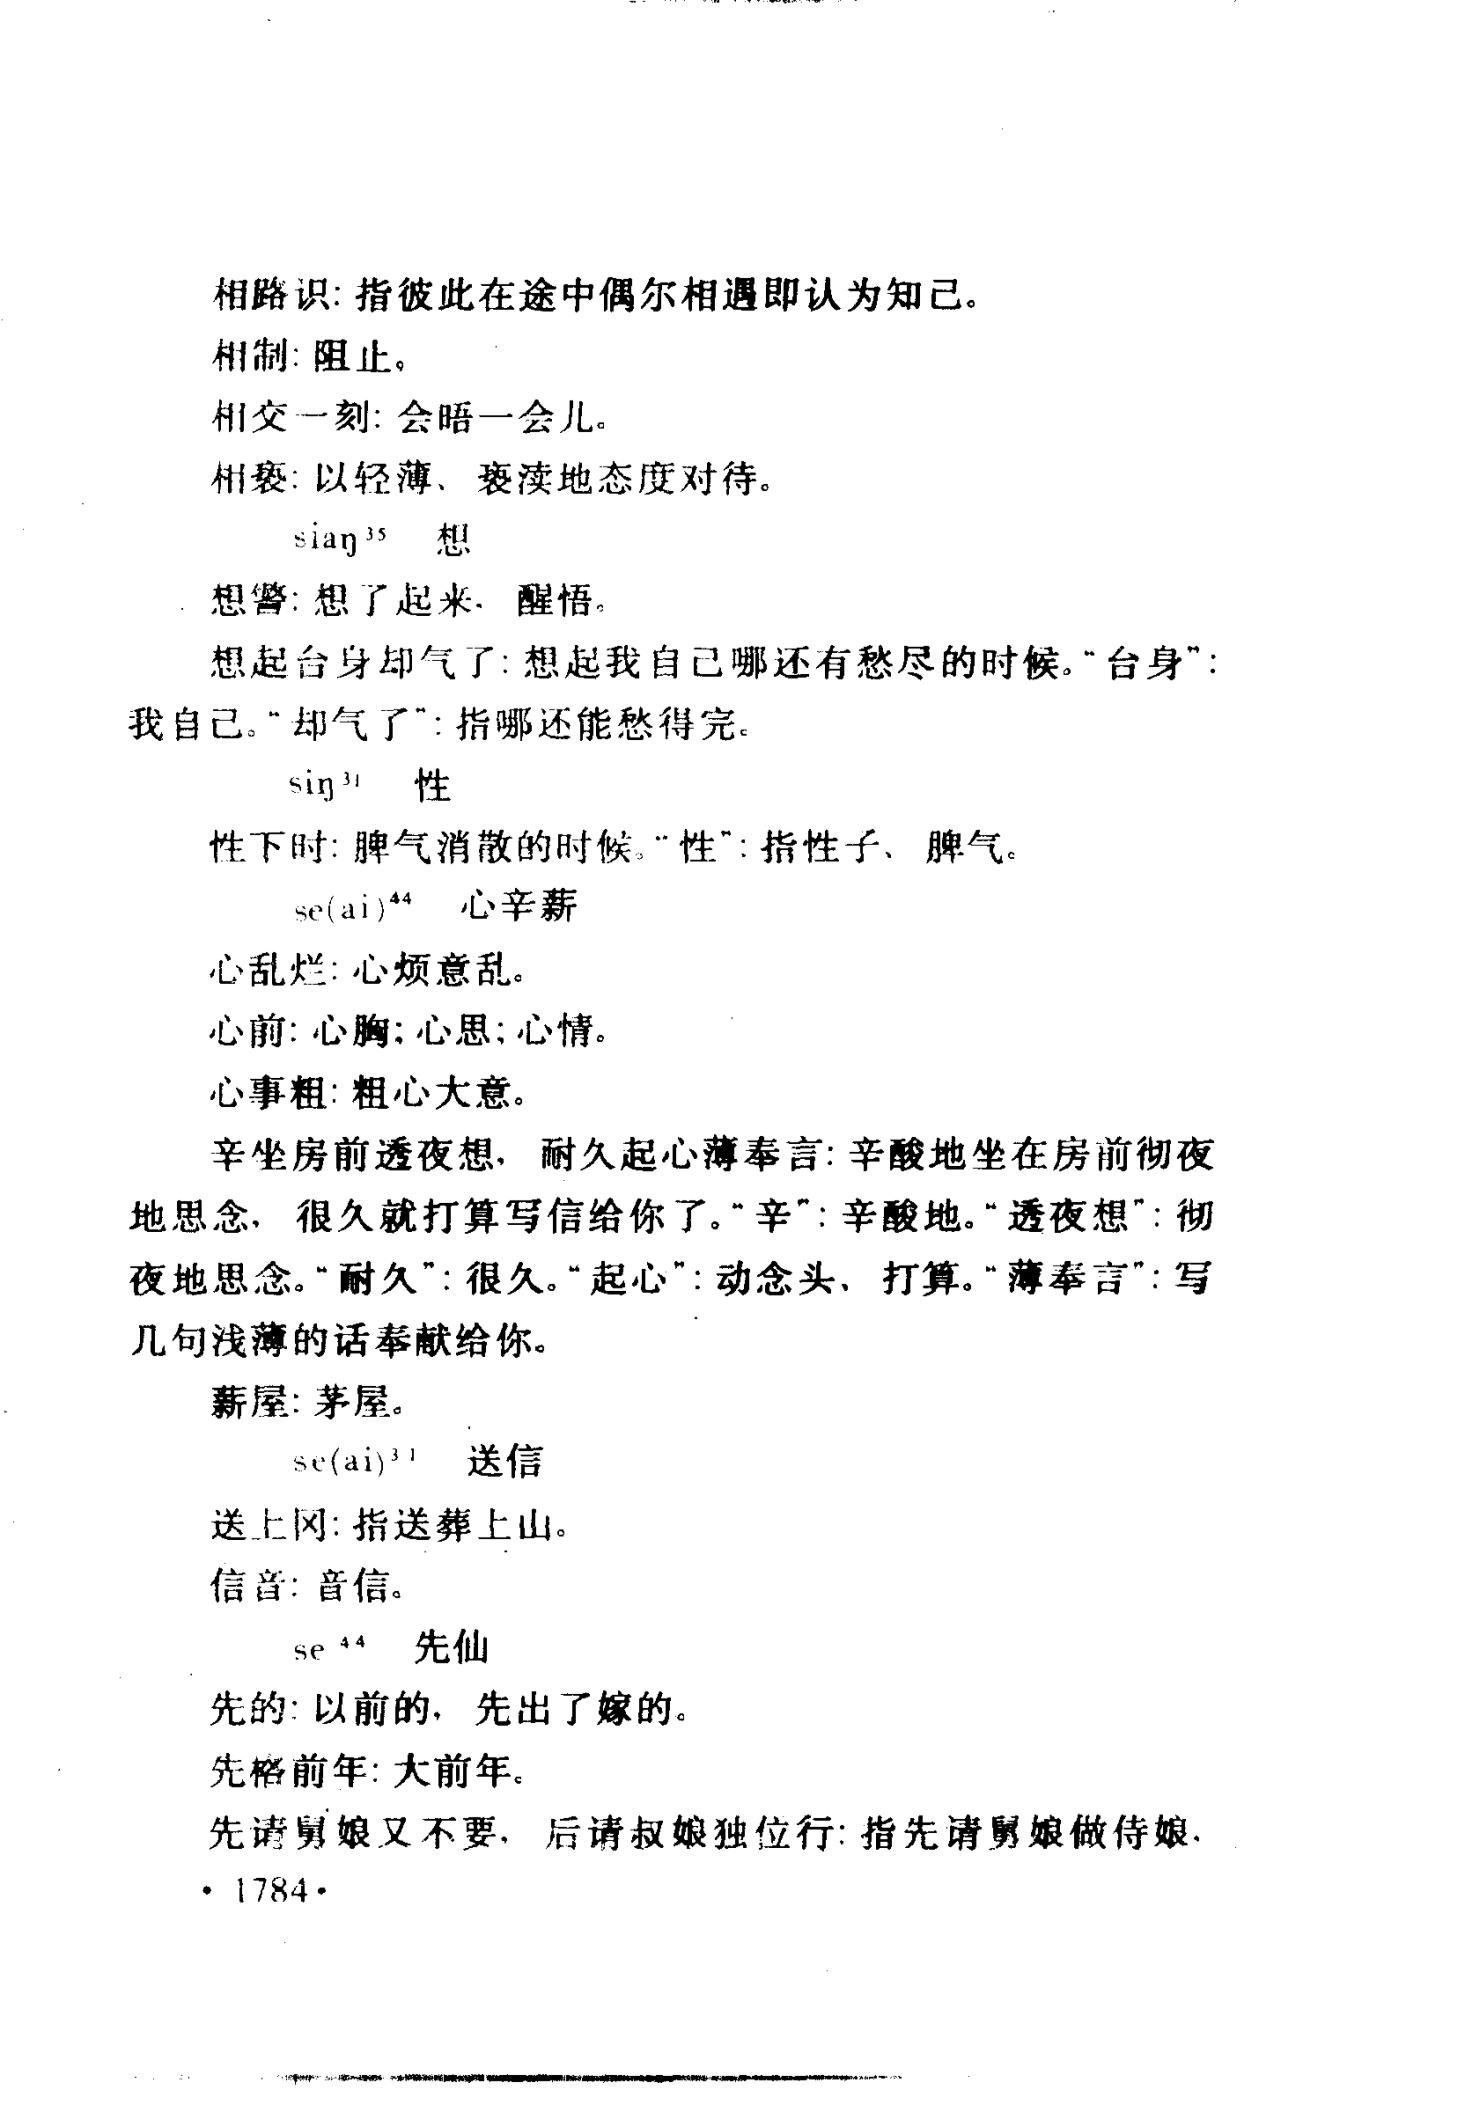 相路识：指彼此在途中偶尔相遇即认为知己。
相制：阻止。
相交一刻：会晤一会儿。
相亵：以轻薄、亵渎地态度对待。
siaŋ³⁵ 想
想警：想了起来，醒悟。
想起台身却气了：想起我自己哪还有愁尽的时候。“台身”：
我自己。“却气了”：指哪还能愁得完。
siŋ³¹ 性
性下时：脾气消散的时候。“性”：指性子、脾气。
se(ai)⁴⁴ 心辛薪
心乱烂：心烦意乱。
心前：心胸；心思；心情。
心事粗：粗心大意。
辛坐房前透夜想，耐久起心薄奉言：辛酸地坐在房前彻夜
地思念，很久就打算写信给你了。“辛”：辛酸地。“透夜想”：彻
夜地思念。“耐久”：很久。“起心”：动念头、打算。“薄奉言”：写
几句浅薄的话奉献给你。
薪屋：茅屋。
se(ai)³¹ 送信
送上冈：指送葬上山。
信音：音信。
se⁴⁴ 先仙
先的：以前的，先出了嫁的。
先格前年：大前年。
先请舅娘又不要，后请叔娘独位行：指先请舅娘做侍娘，
·1784·